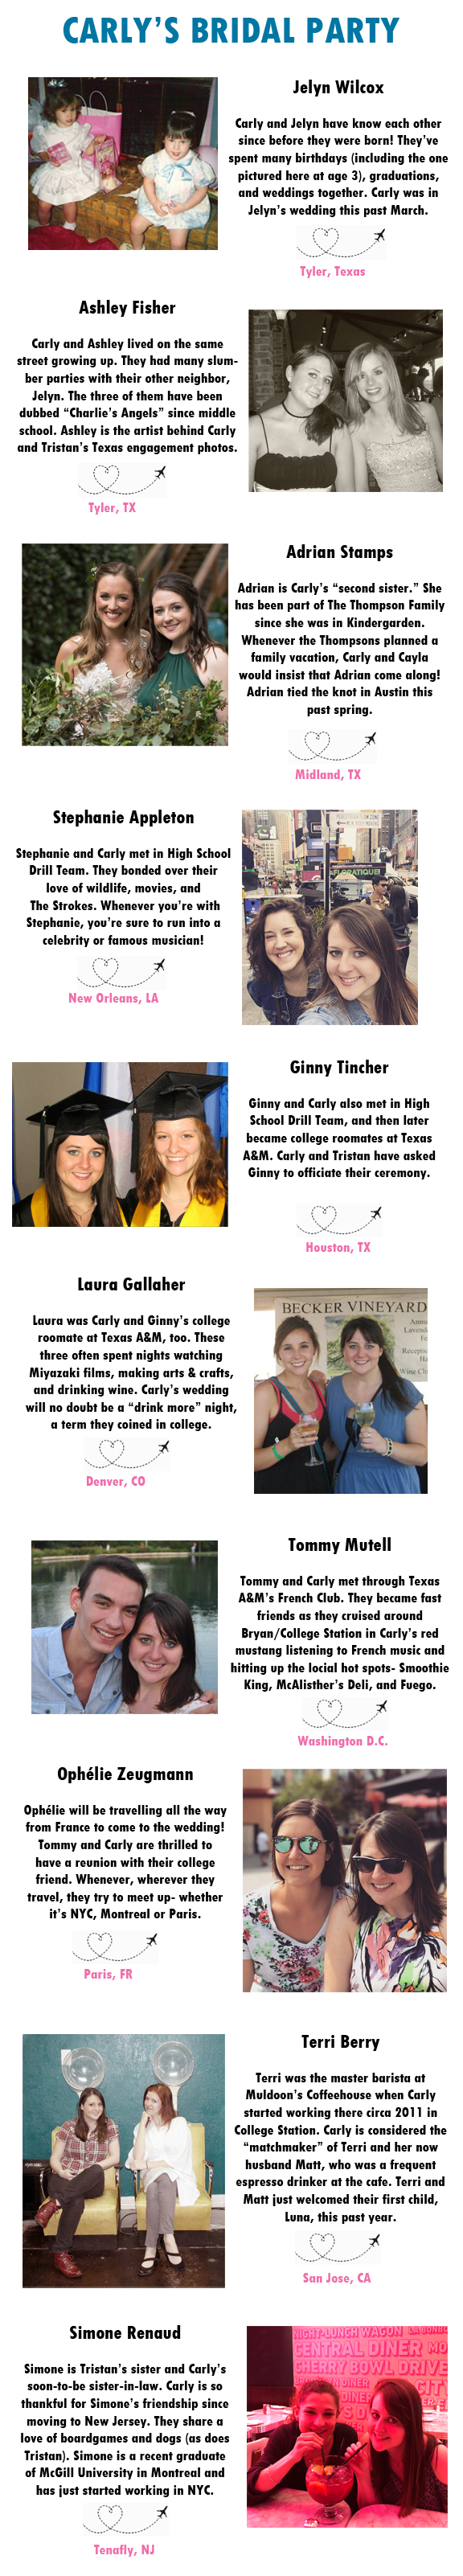 CARLY'S BRIDAL PARTY
Jelyn Wilcox
Carly and Jelyn have know each other
since before they were born! They've
spent many birthdays (including the one
pictured here at age 3), graduations,
and weddings together. Carly was in
Jelyn's wedding this past March.
Tyler, Texas
Ashley Fisher
Carly and Ashley lived on the same
street growing up. They had many slum-
ber parties with their other neighbor,
Jelyn. The three of them have been
dubbed “Charlie's Angels” since middle
school. Ashley is the artist behind Carly
and Tristan's Texas engagement photos.
Tyler, TX
Adrian Stamps
Adrian is Carly's “second sister.” She
has been part of The Thompson Family
since she was in Kindergarden.
Whenever the Thompsons planned a
family vacation, Carly and Cayla
would insist that Adrian come along!
Adrian tied the knot in Austin this
past spring.
Midland, TX
Stephanie Appleton
Stephanie and Carly met in High School
Drill Team. They bonded over their
love of wildlife, movies, and
The Strokes. Whenever you're with
Stephanie, you're sure to run into a
celebrity or famous musician!
New Orleans, LA
Ginny Tincher
Ginny and Carly also met in High
School Drill Team, and then later
became college roomates at Texas
A&M. Carly and Tristan have asked
Ginny to officiate their ceremony.
Houston, TX
Laura Gallaher
Laura was Carly and Ginny's college
roomate at Texas A&M, too. These
three often spent nights watching
Miyazaki films, making arts & crafts,
and drinking wine. Carly's wedding
will no doubt be a “drink more” night,
a term they coined in college.
Denver, CO
BECKER VINEYARD
Tommy Mutell
Tommy and Carly met through Texas
A&M's French Club. They became fast
friends as they cruised around
Bryan/College Station in Carly's red
mustang listening to French music and
hitting up the locial hot spots- Smoothie
King, McAlisther's Deli, and Fuego.
Washington D.C.
Ophélie Zeugmann
Ophélie will be travelling all the way
from France to come to the wedding!
Tommy and Carly are thrilled to
have a reunion with their college
friend. Whenever, wherever they
travel, they try to meet up- whether
it's NYC, Montreal or Paris.
Paris, FR
Terri Berry
Terri was the master barista at
Muldoon's Coffeehouse when Carly
started working there circa 2011 in
College Station. Carly is considered the
“matchmaker” of Terri and her now
husband Matt, who was a frequent
espresso drinker at the cafe. Terri and
Matt just welcomed their first child,
Luna, this past year.
San Jose, CA
Simone Renaud
Simone is Tristan's sister and Carly's
soon-to-be sister-in-law. Carly is so
thankful for Simone's friendship since
moving to New Jersey. They share a
love of boardgames and dogs (as does
Tristan). Simone is a recent graduate
of McGill University in Montreal and
has just started working in NYC.
Tenafly, NJ
NIGHT-LUNCH WAGON
CENTRAL DINER
CHERRY BOWL DRIVE